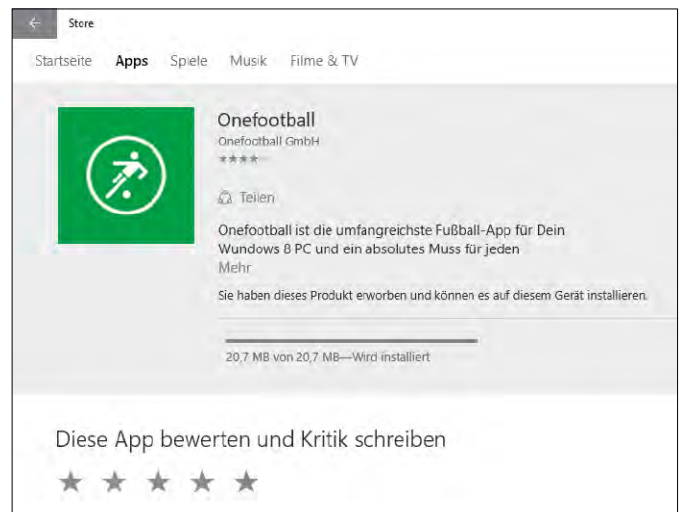 Store
Startseite Apps Spiele Musik Filme & TV
Onefootball
Onefootball GmbH
Teilen
Onefootball ist die umfangreichste Fußball-App für Dein
Wundows 8 PC und ein absolutes Muss für jeden
Mehr
Sie haben dieses Produkt erworben und können es auf diesem Gerät installieren.
20,7 MB von 20,7 MB—Wird installiert
Diese App bewerten und Kritik schreiben